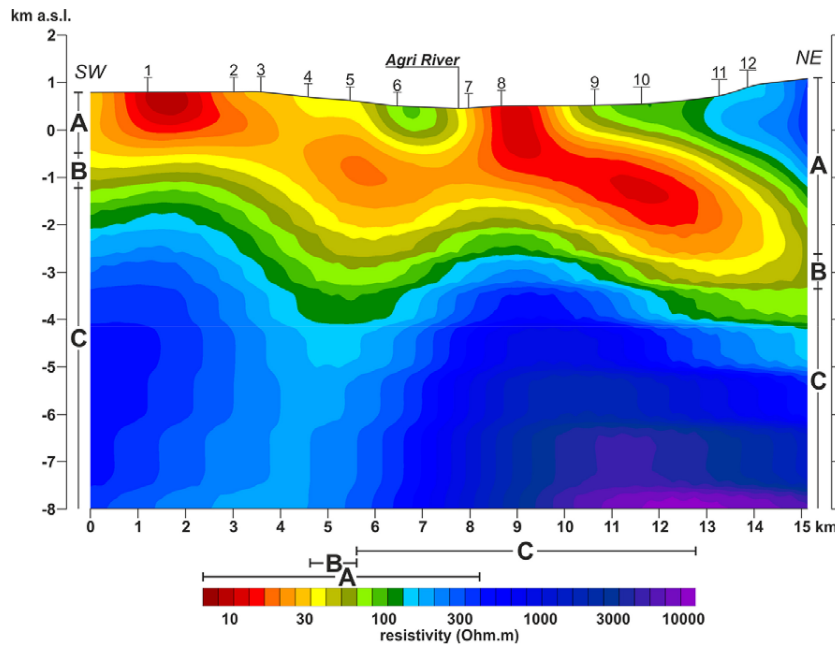 km a.s.l.
2
1
0
-1
-2
-3
-4
-5
-6
-7
-8
SW
NE
Agri River
1 2 3 4 5 6 7 8 9 10 11 12
A
B
C
A
B
C
0 1 2 3 4 5 6 7 8 9 10 11 12 13 14 15 km
C
B
A
10 30 100 300 1000 3000 10000
resistivity (Ohm.m)